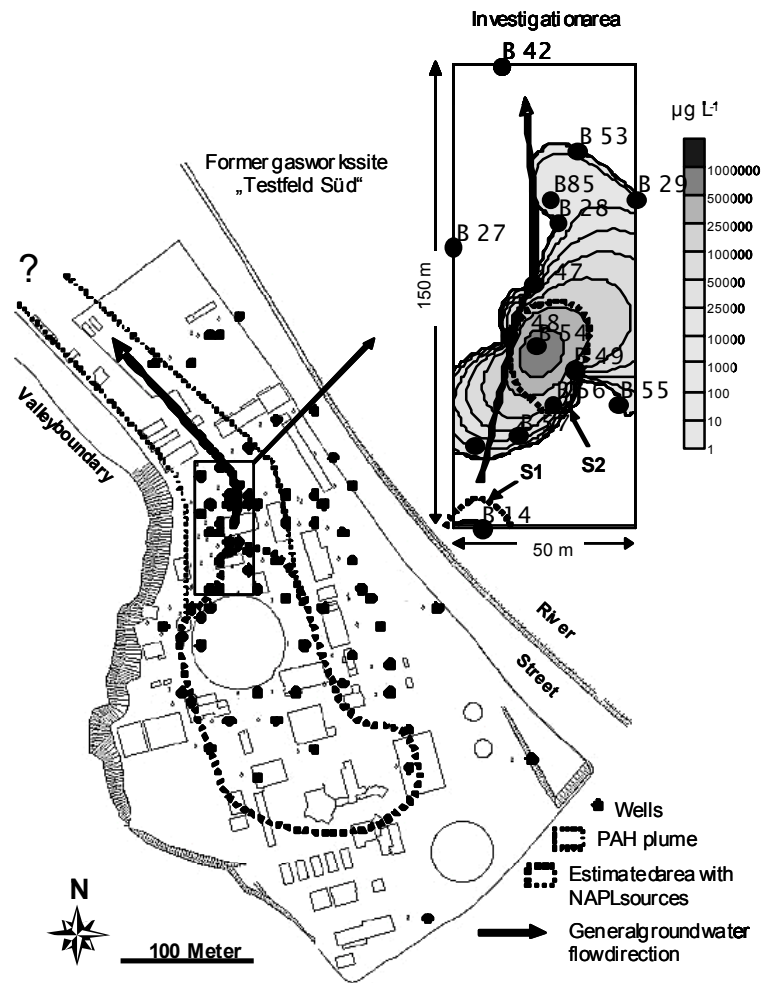 Investigationarea
B 42
µg L-1
B 53
Former gasworkssite
„Testfeld Süd“
1000000
B85
B 29
500000
B 28
250000
B 27
100000
?
150 m
47
50000
25000
48
10000
B 54
1000
B 49
100
B 56
B 55
10
1
Valleyboundary
S1
S2
B 14
50 m
River
Street
Wells
PAH plume
Estimatedarea with
NAPLsources
N
Generalgroundwater
flowdirection
100 Meter